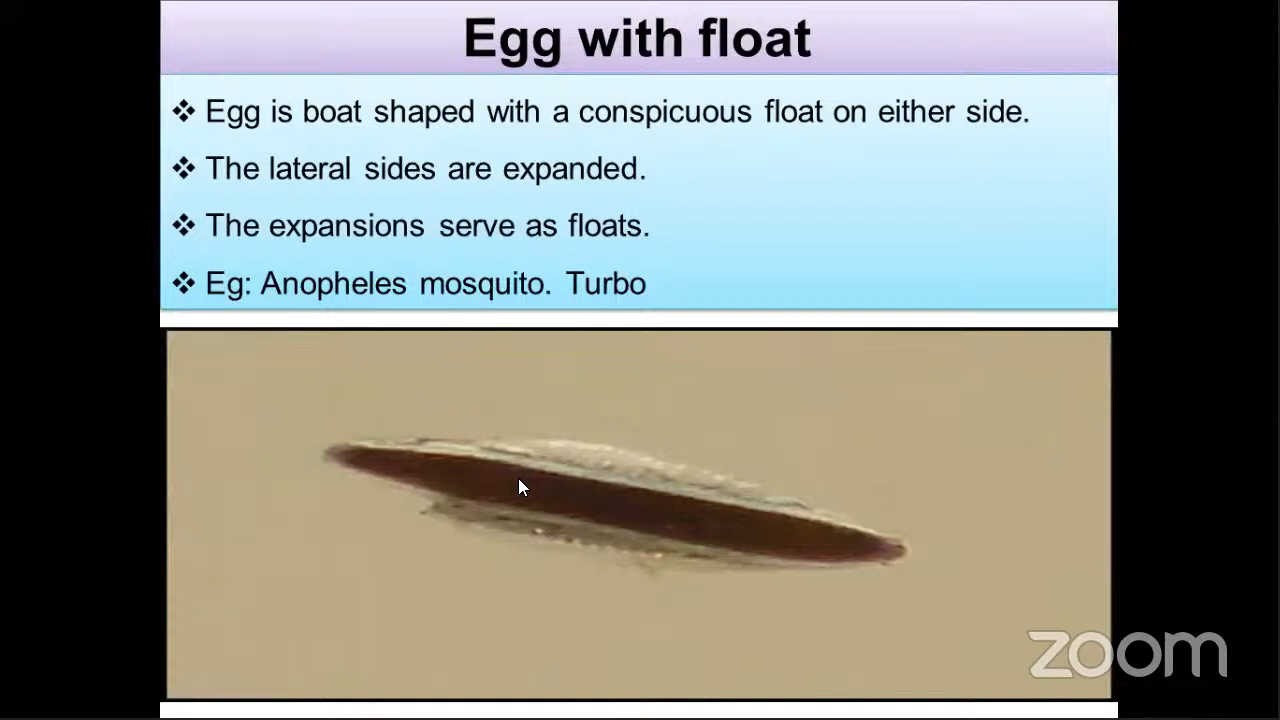 Egg with float
❖ Egg is boat shaped with a conspicuous float on either side.
❖ The lateral sides are expanded.
❖ The expansions serve as floats.
❖ Eg: Anopheles mosquito. Turbo
zoom